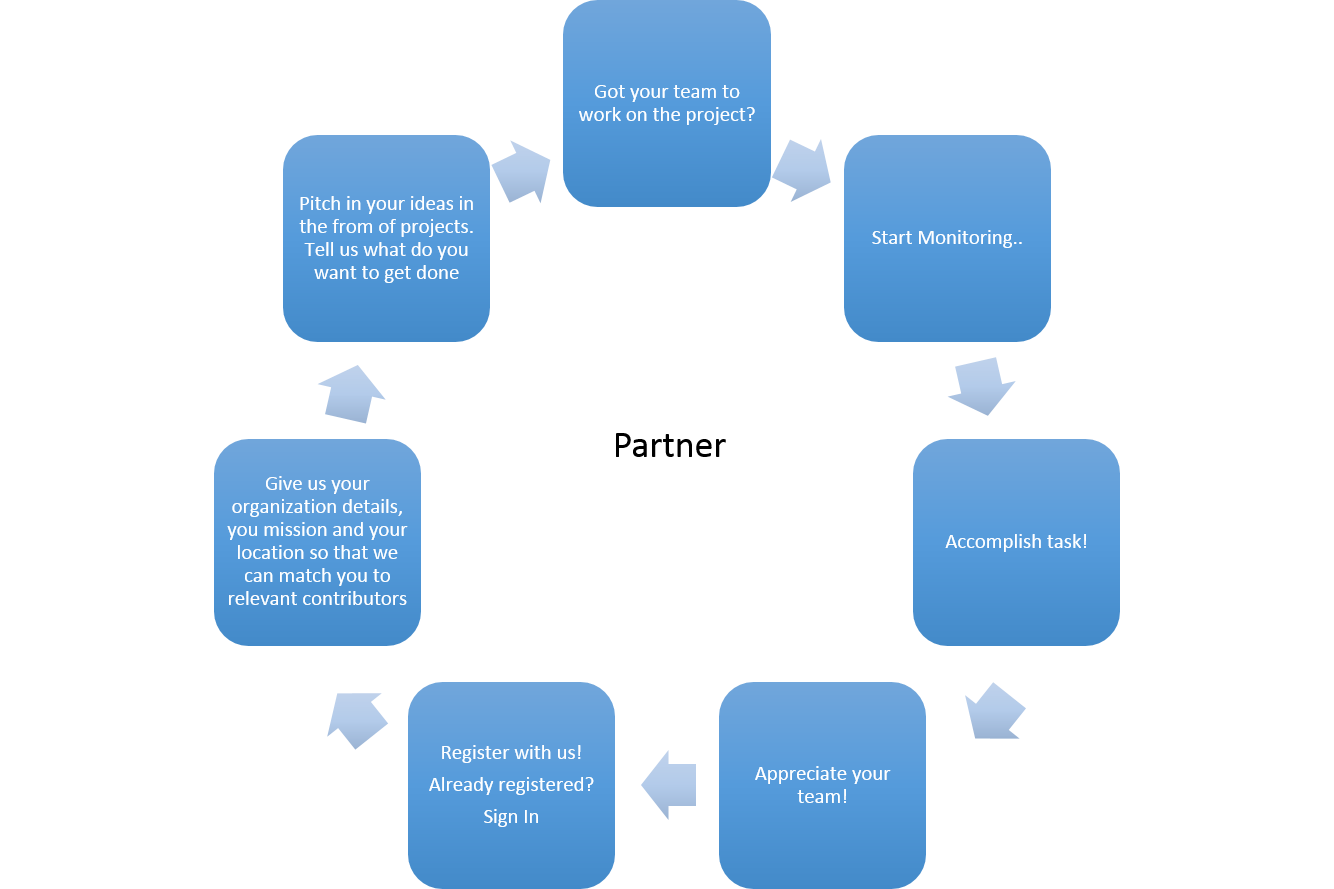 Got your team to
work on the project?
Pitch in your ideas in
the from of projects.
Tell us what do you
want to get done
Start Monitoring..
Partner
Give us your
organization details,
you mission and your
location so that we
can match you to
relevant contributors
Accomplish task!
Register with us!
Already registered?
Sign In
Appreciate your
team!